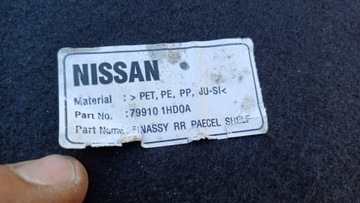 NISSAN
Material : > PET, PE, PP, JU-SI<
Part No. : 79910 1HD0A
Part Name : FINASSY RR PAECEL SHELF